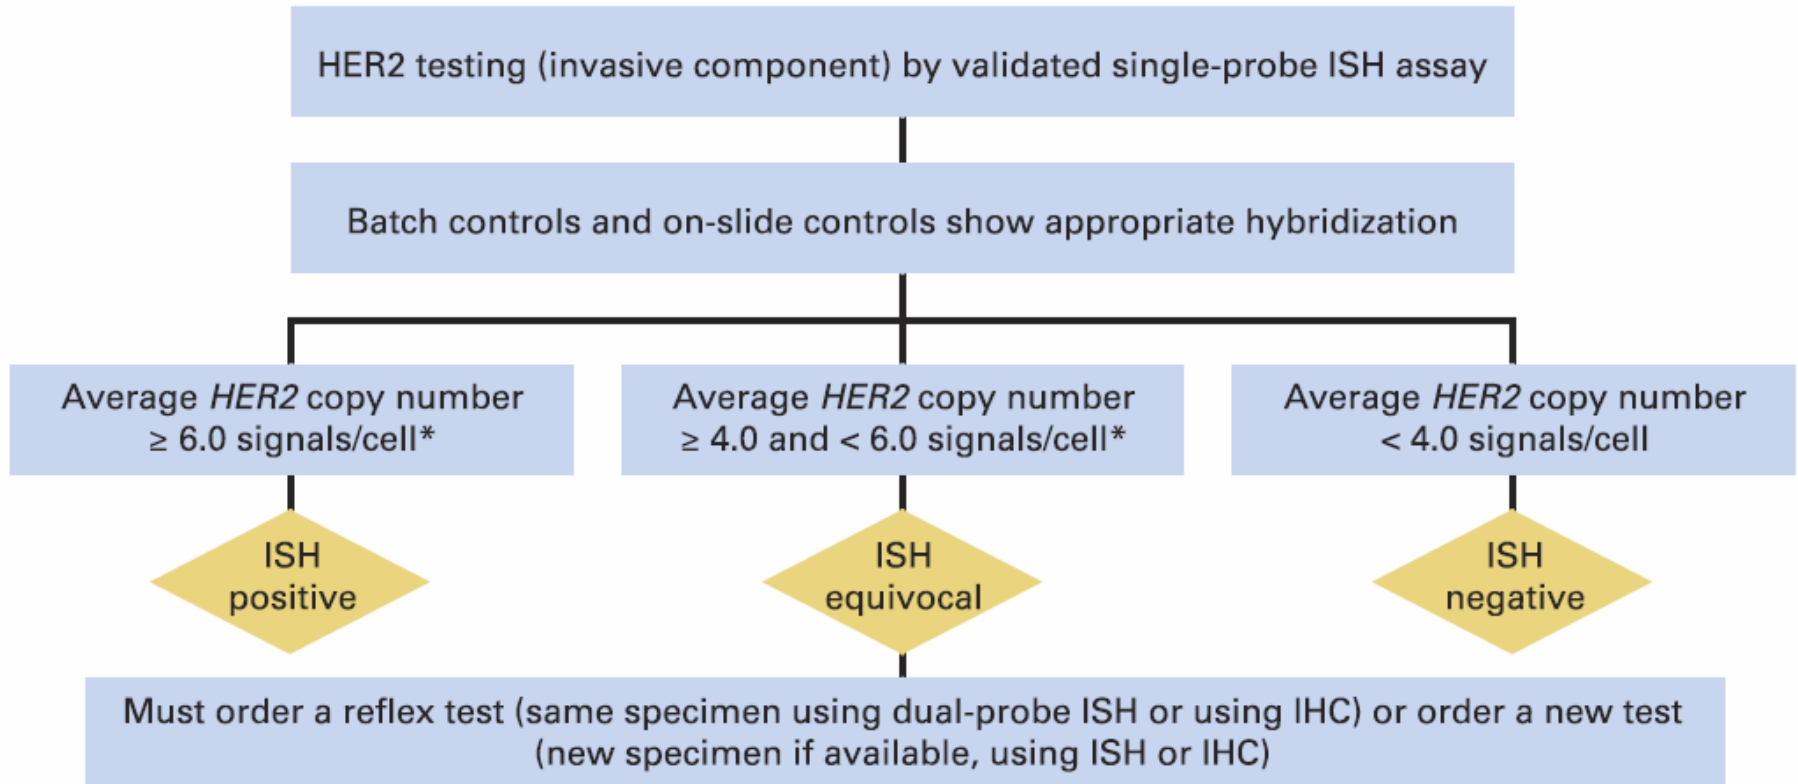 HER2 testing (invasive component) by validated single-probe ISH assay
Batch controls and on-slide controls show appropriate hybridization
Average HER2 copy number
≥ 6.0 signals/cell*
Average HER2 copy number
≥ 4.0 and < 6.0 signals/cell*
Average HER2 copy number
< 4.0 signals/cell
ISH
positive
ISH
equivocal
ISH
negative
Must order a reflex test (same specimen using dual-probe ISH or using IHC) or order a new test
(new specimen if available, using ISH or IHC)